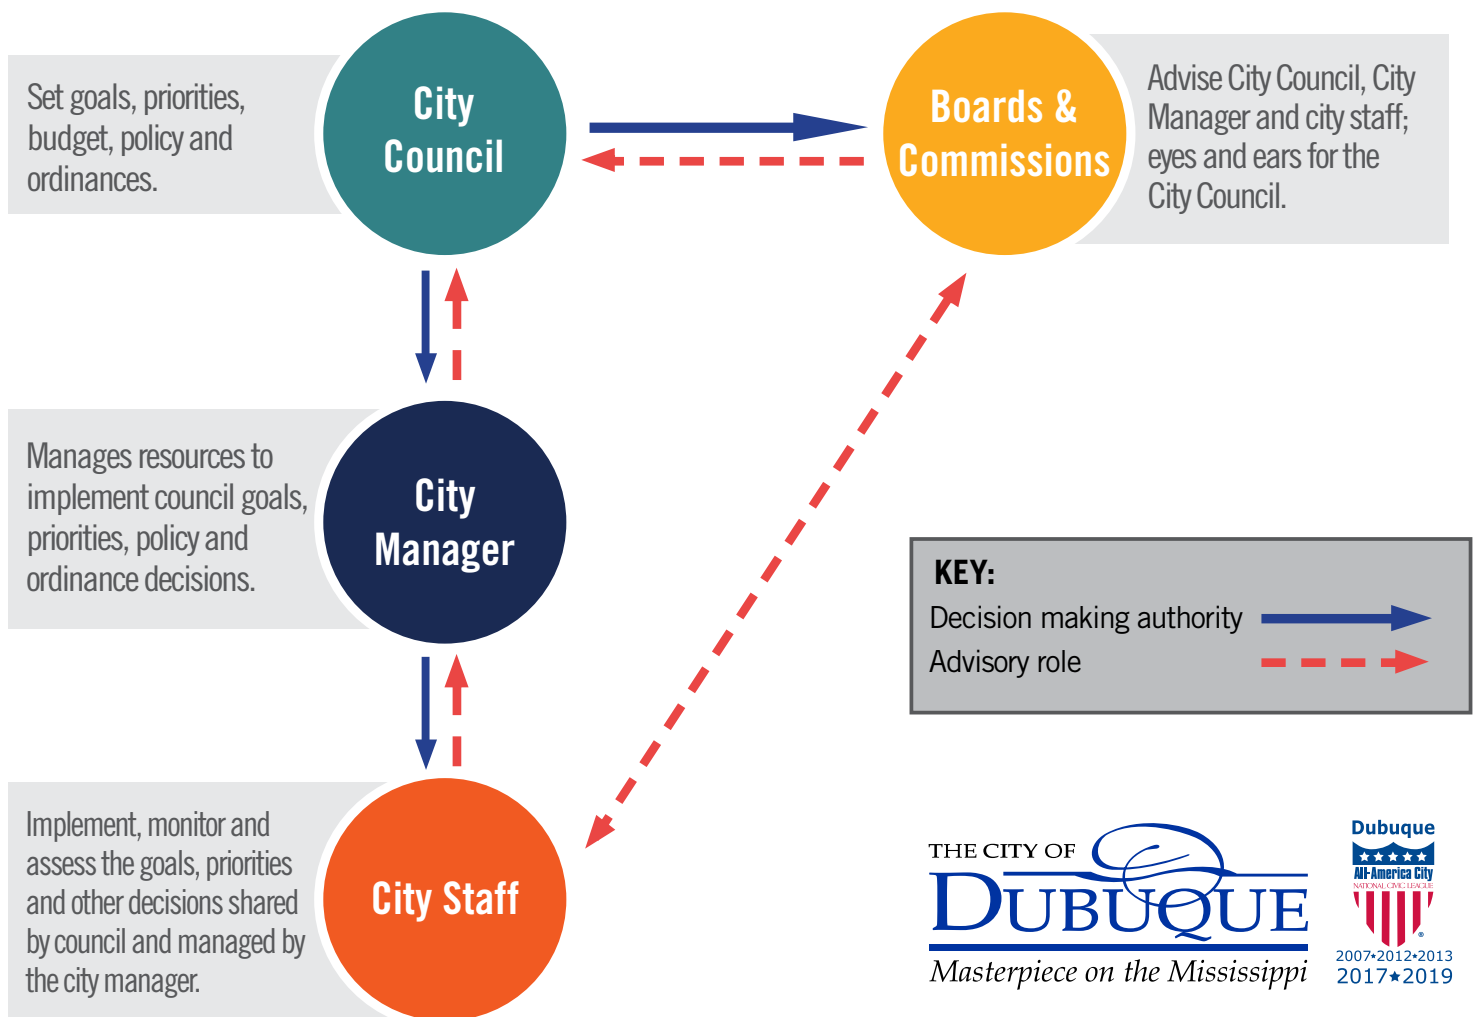 Set goals, priorities,
budget, policy and
ordinances.
City
Council
Boards &
Commissions
Advise City Council, City
Manager and city staff;
eyes and ears for the
City Council.
Manages resources to
implement council goals,
priorities, policy and
ordinance decisions.
City
Manager
KEY:
Decision making authority
Advisory role
Implement, monitor and
assess the goals, priorities
and other decisions shared
by council and managed by
the city manager.
City Staff
THE CITY OF
DUBUQUE
Masterpiece on the Mississippi
Dubuque
All-America City
NATIONAL CIVIC LEAGUE
®
2007★2012★2013
2017★2019